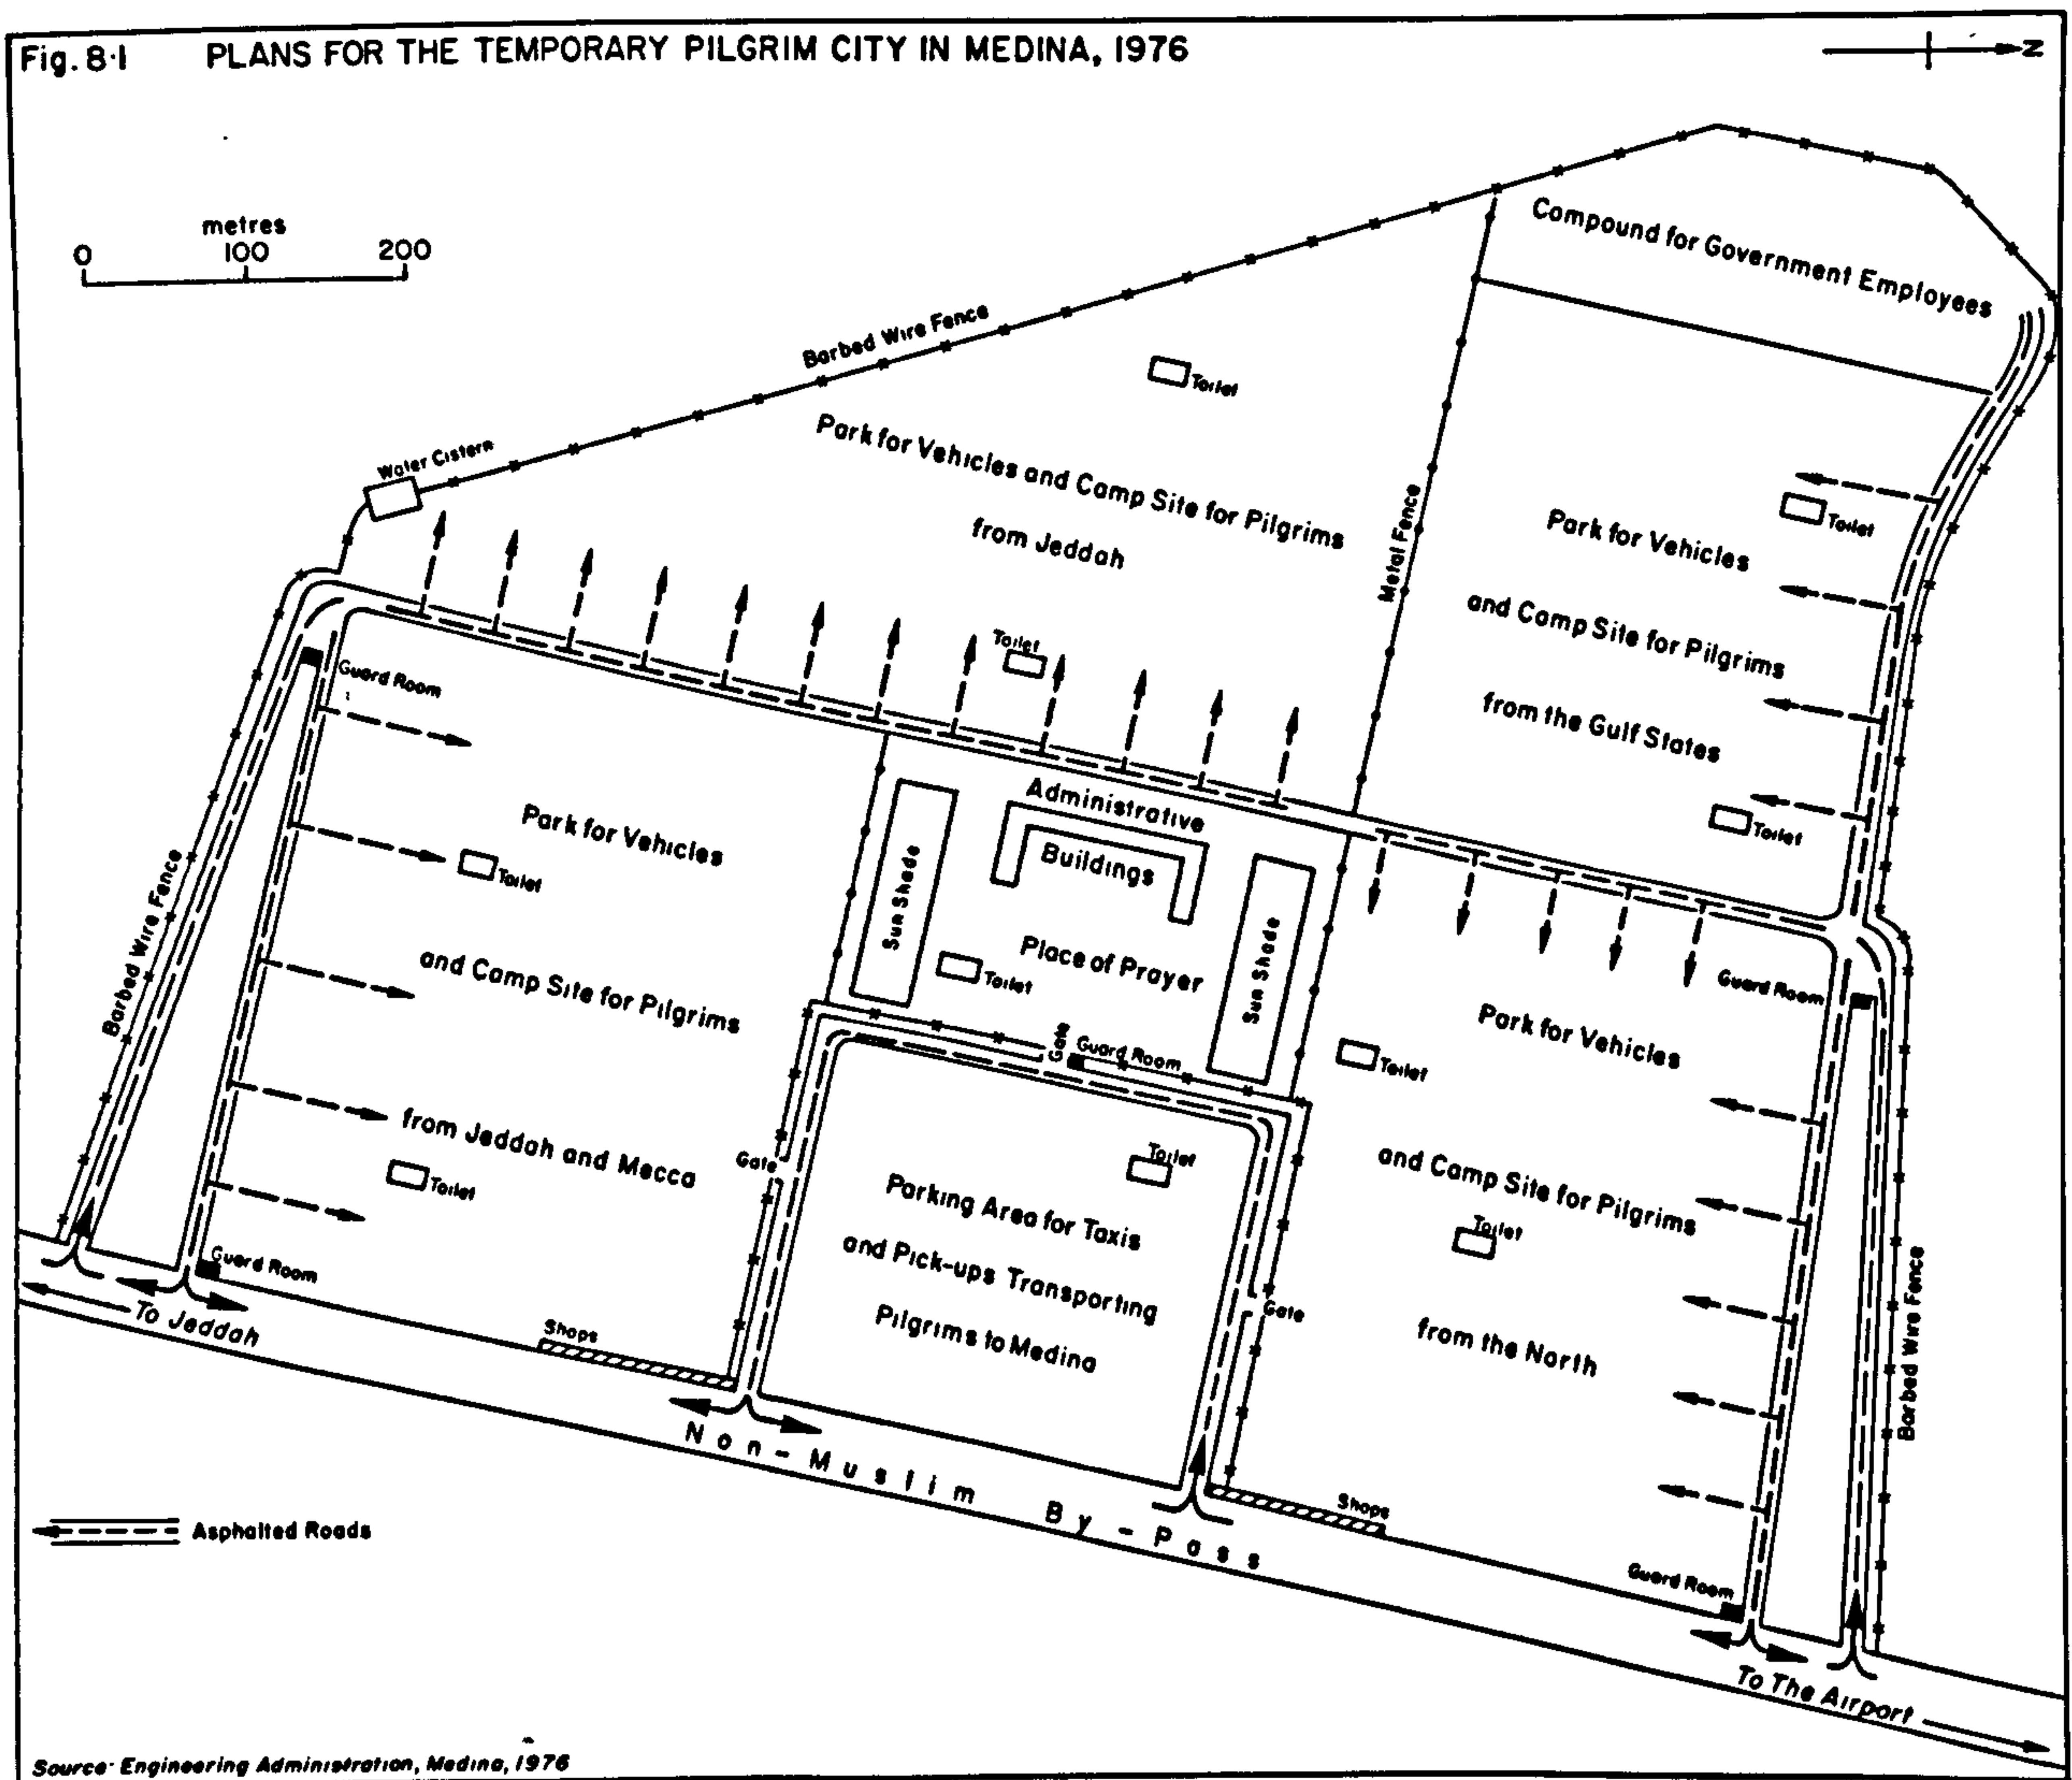 Fig. 8·1 PLANS FOR THE TEMPORARY PILGRIM CITY IN MEDINA, 1976
N
metres
0 100 200
Compound for Government Employees
Barbed Wire Fence
Toilet
Water Cistern
Park for Vehicles and Camp Site for Pilgrims
from Jeddah
Toilet
Metal Fence
Park for Vehicles
and Camp Site for Pilgrims
from the Gulf States
Toilet
Toilet
Guard Room
Barbed Wire Fence
Park for Vehicles
and Camp Site for Pilgrims
from Jeddah and Mecca
Toilet
Toilet
Guard Room
Shops
Administrative
Buildings
Sun Shade
Sun Shade
Place of Prayer
Toilet
Gate
Guard Room
Gate
Toilet
Parking Area for Taxis
and Pick-ups Transporting
Pilgrims to Medina
Gate
Guard Room
Park for Vehicles
and Camp Site for Pilgrims
from the North
Toilet
Toilet
Shops
Guard Room
Barbed Wire Fence
To Jeddah
Non-Muslim By-Pass
To The Airport
Asphalted Roads
Source· Engineering Administration, Medina, 1976